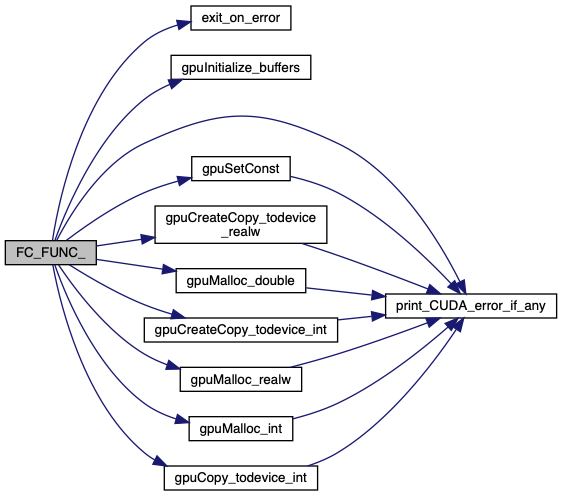 exit_on_error
gpuInitialize_buffers
gpuSetConst
gpuCreateCopy_todevice
_realw
FC_FUNC_
gpuMalloc_double
print_CUDA_error_if_any
gpuCreateCopy_todevice_int
gpuMalloc_realw
gpuMalloc_int
gpuCopy_todevice_int